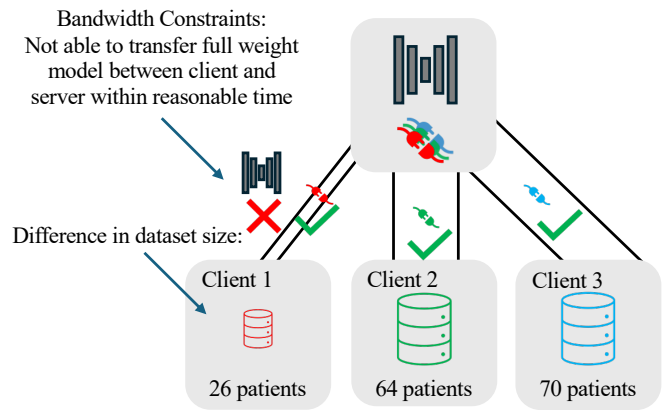 Bandwidth Constraints:
Not able to transfer full weight
model between client and
server within reasonable time
Difference in dataset size:
Client 1
Client 2
Client 3
26 patients
64 patients
70 patients